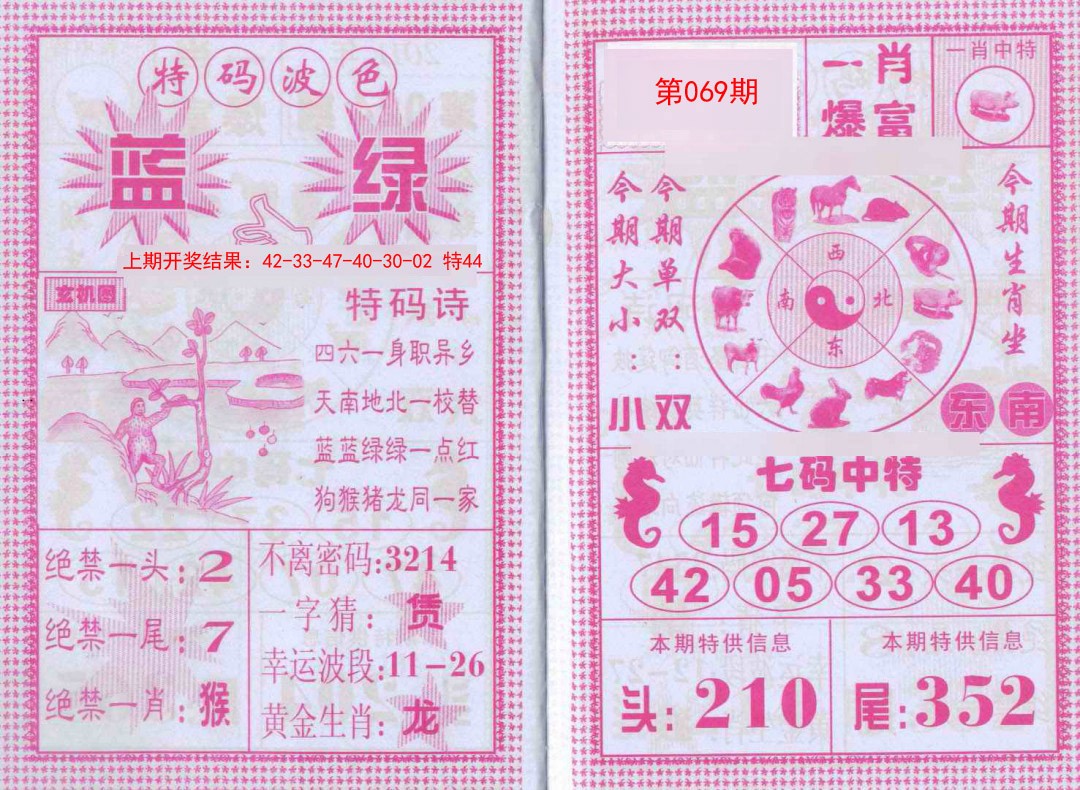 特码波色
蓝 绿
上期开奖结果：42-33-47-40-30-02 特44
玄机图
特码诗
四六一身职异乡
天南地北一校替
蓝蓝绿绿一点红
狗猴猪龙同一家
绝禁一头：2
绝禁一尾：7
绝禁一肖：猴
不离密码:3214
一字猜：赁
幸运波段:11-26
黄金生肖：龙
第069期
一肖
爆富
一肖中特
今期大小：小
今期单双：双
西
南 北
东
今期生肖坐
东南
七码中特
15 27 13
42 05 33 40
本期特供信息
头：210
本期特供信息
尾：352